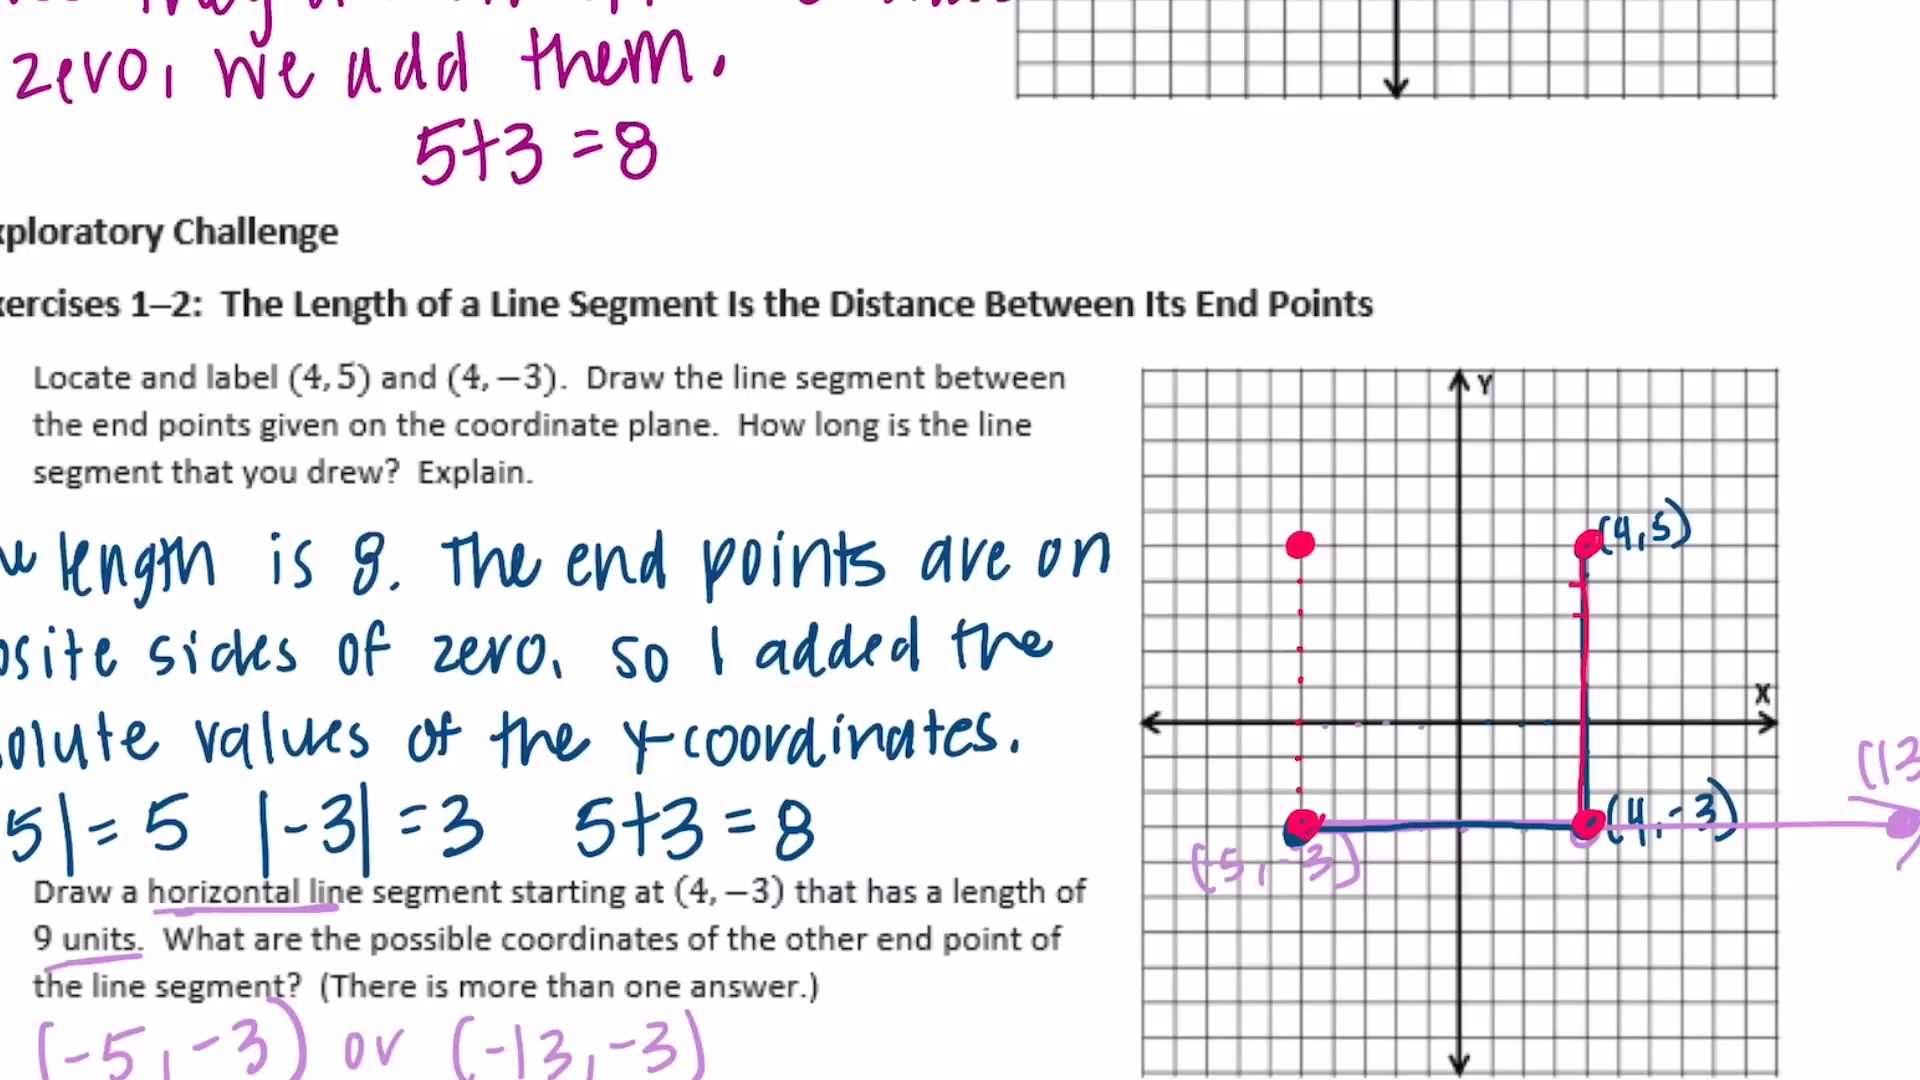 zero, we add them.
5+3=8
xploratory Challenge
ercises 1–2: The Length of a Line Segment Is the Distance Between Its End Points
Locate and label (4,5) and (4,−3). Draw the line segment between
the end points given on the coordinate plane. How long is the line
segment that you drew? Explain.
length is 8. The end points are on
osite sides of zero, so I added the
olute values of the y-coordinates.
5|=5 |-3|=3 5+3=8
Draw a horizontal line segment starting at (4,−3) that has a length of
9 units. What are the possible coordinates of the other end point of
the line segment? (There is more than one answer.)
(-5,-3) or (-13,-3)
Y
(4,5)
X
(13
(4,-3)
(-5,-3)